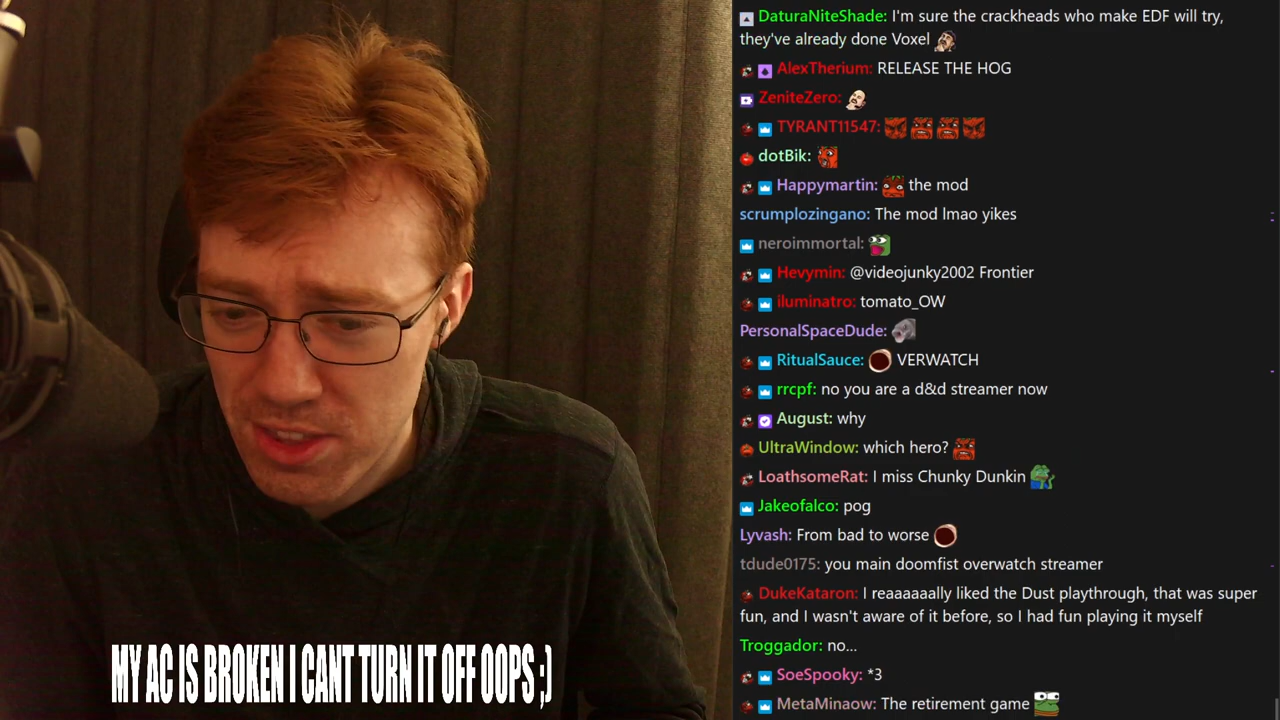 DaturaNiteShade: I'm sure the crackheads who make EDF will try,
they've already done Voxel
AlexTherium: RELEASE THE HOG
ZeniteZero:
TYRANT11547:
dotBik:
Happymartin: the mod
scrumplozingano: The mod lmao yikes
neroimmortal:
Hevymin: @videojunky2002 Frontier
iluminatro: tomato_OW
PersonalSpaceDude:
RitualSauce: VERWATCH
rrcpf: no you are a d&d streamer now
August: why
UltraWindow: which hero?
LoathsomeRat: I miss Chunky Dunkin
Jakeofalco: pog
Lyvash: From bad to worse
tdude0175: you main doomfist overwatch streamer
DukeKataron: I reaaaaaally liked the Dust playthrough, that was super
fun, and I wasn't aware of it before, so I had fun playing it myself
Troggador: no...
SoeSpooky: *3
MetaMinaow: The retirement game
MY AC IS BROKEN I CANT TURN IT OFF OOPS ;)